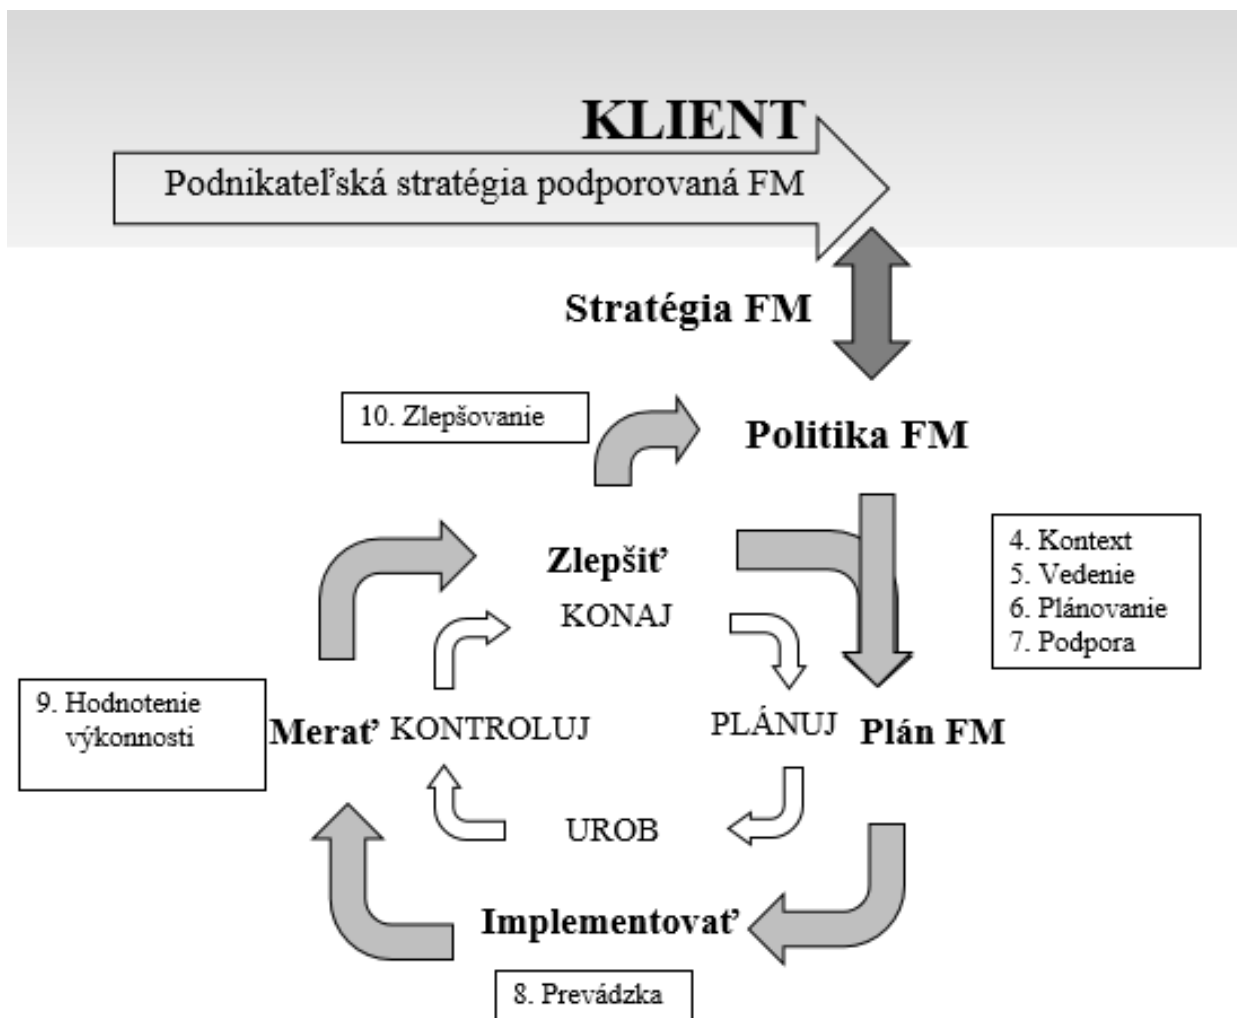 KLIENT
Podnikateľská stratégia podporovaná FM
Stratégia FM
10. Zlepšovanie
Politika FM
4. Kontext
5. Vedenie
6. Plánovanie
7. Podpora
Zlepšiť
KONAJ
9. Hodnotenie
výkonnosti
Merať KONTROLUJ
PLÁNUJ Plán FM
UROB
Implementovať
8. Prevádzka